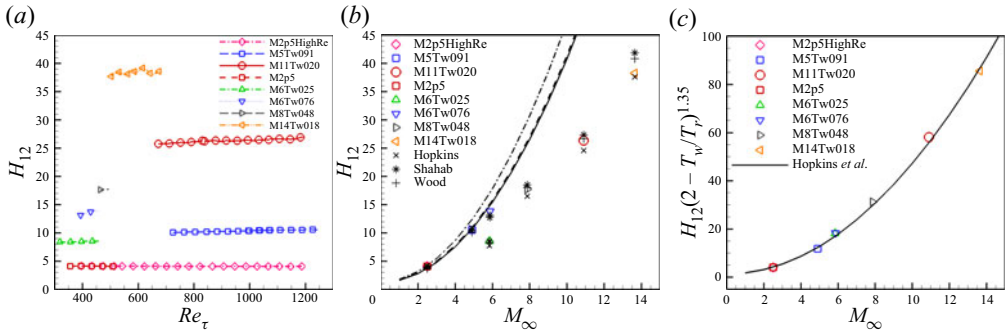 (a)
45
40
35
30
25
20
15
10
5
0
H12
400
600
800
1000
1200
Reτ
M2p5HighRe
M5Tw091
M11Tw020
M2p5
M6Tw025
M6Tw076
M8Tw048
M14Tw018
(b)
45
40
35
30
25
20
15
10
5
0
H12
0
2
4
6
8
10
12
14
M∞
M2p5HighRe
M5Tw091
M11Tw020
M2p5
M6Tw025
M6Tw076
M8Tw048
M14Tw018
Hopkins
Shahab
Wood
(c)
100
80
60
40
20
0
H12(2 – Tw/Tr)^1.35
0
2
4
6
8
10
12
14
M∞
M2p5HighRe
M5Tw091
M11Tw020
M2p5
M6Tw025
M6Tw076
M8Tw048
M14Tw018
Hopkins et al.